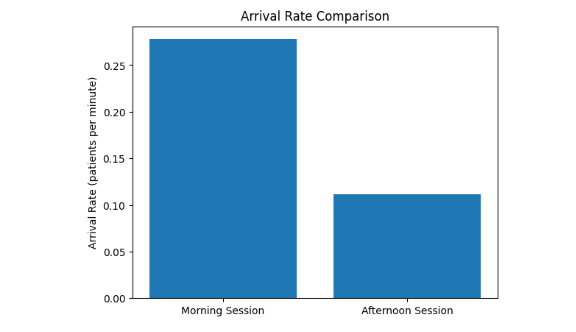 Arrival Rate Comparison
Arrival Rate (patients per minute)
0.25
0.20
0.15
0.10
0.05
0.00
Morning Session
Afternoon Session